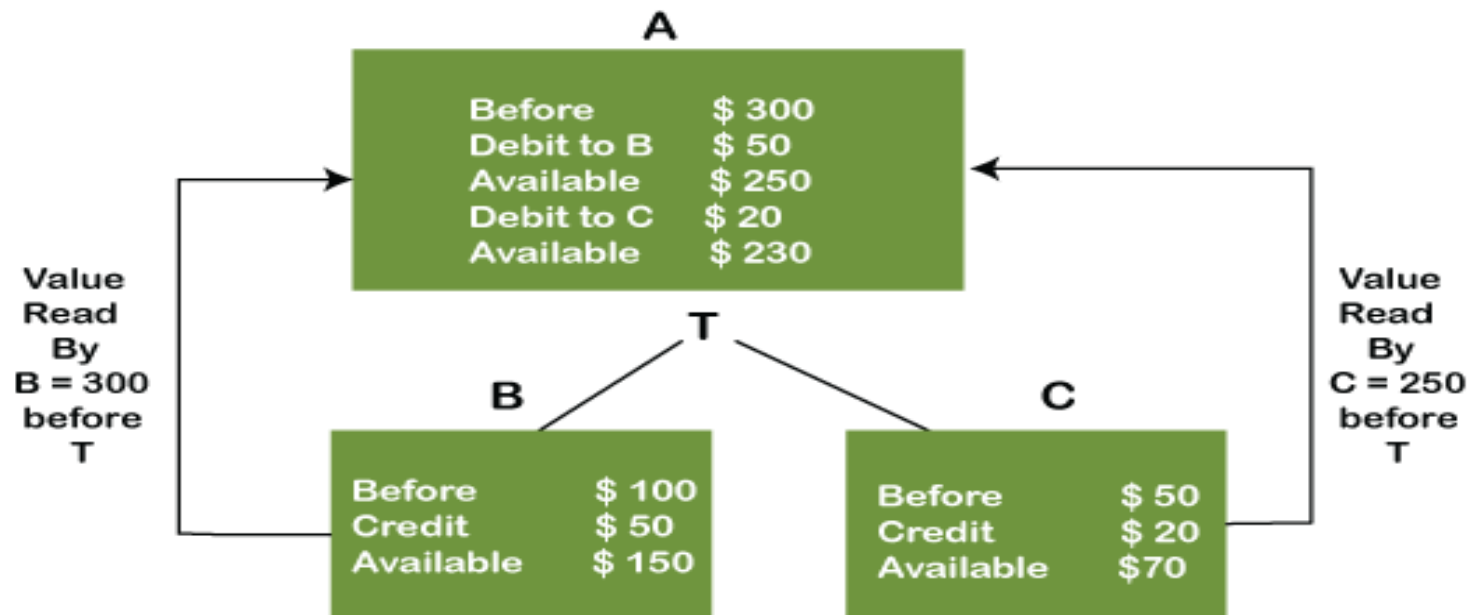 A
Before $ 300
Debit to B $ 50
Available $ 250
Debit to C $ 20
Available $ 230
Value
Read
By
B = 300
before
T
T
Value
Read
By
C = 250
before
T
B
Before $ 100
Credit $ 50
Available $ 150
C
Before $ 50
Credit $ 20
Available $70